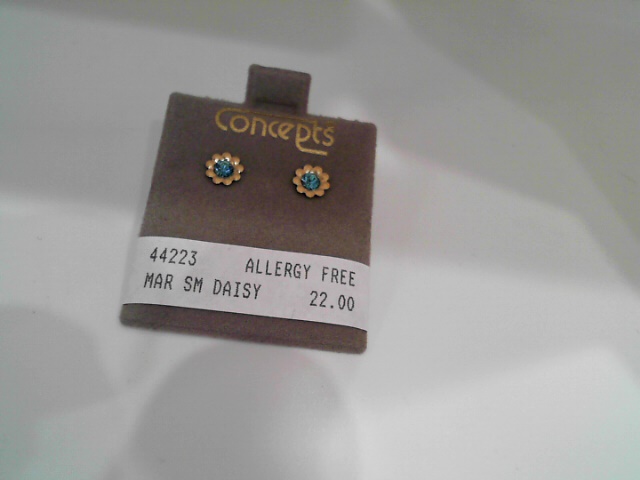 Concepts
44223 ALLERGY FREE
MAR SM DAISY 22.00